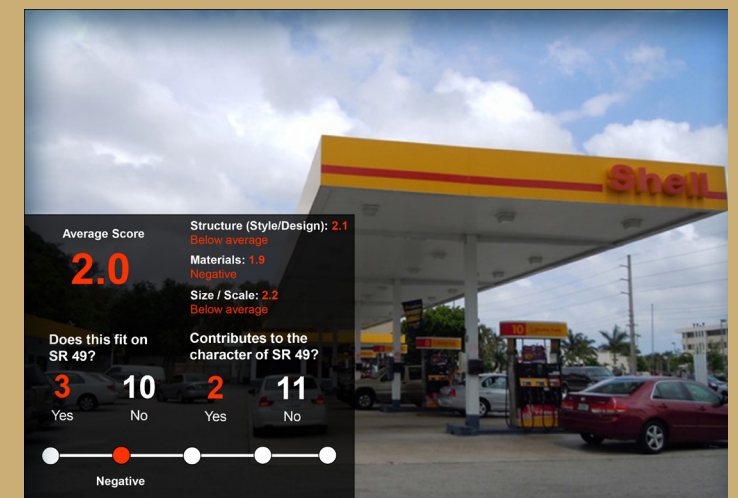 Shell
Average Score
2.0
Structure (Style/Design): 2.1
Below average
Materials: 1.9
Negative
Size / Scale: 2.2
Below average
Does this fit on
SR 49?
3
Yes
10
No
Contributes to the
character of SR 49?
2
Yes
11
No
Negative
10